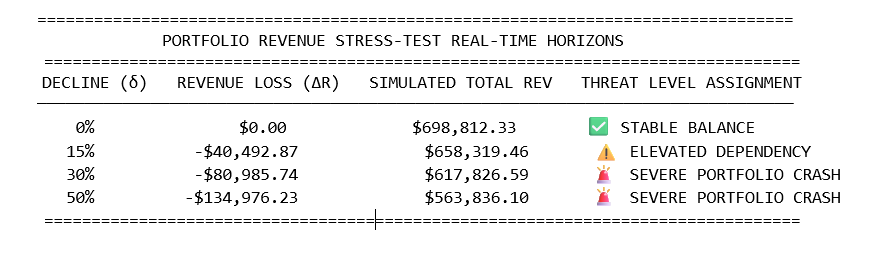 ==============================================================================
PORTFOLIO REVENUE STRESS-TEST REAL-TIME HORIZONS
==============================================================================
DECLINE (δ) REVENUE LOSS (ΔR) SIMULATED TOTAL REV THREAT LEVEL ASSIGNMENT
──────────────────────────────────────────────────────────────────────────────
0% $0.00 $698,812.33 ✅ STABLE BALANCE
15% -$40,492.87 $658,319.46 ⚠️ ELEVATED DEPENDENCY
30% -$80,985.74 $617,826.59 🚨 SEVERE PORTFOLIO CRASH
50% -$134,976.23 $563,836.10 🚨 SEVERE PORTFOLIO CRASH
==============================================================================